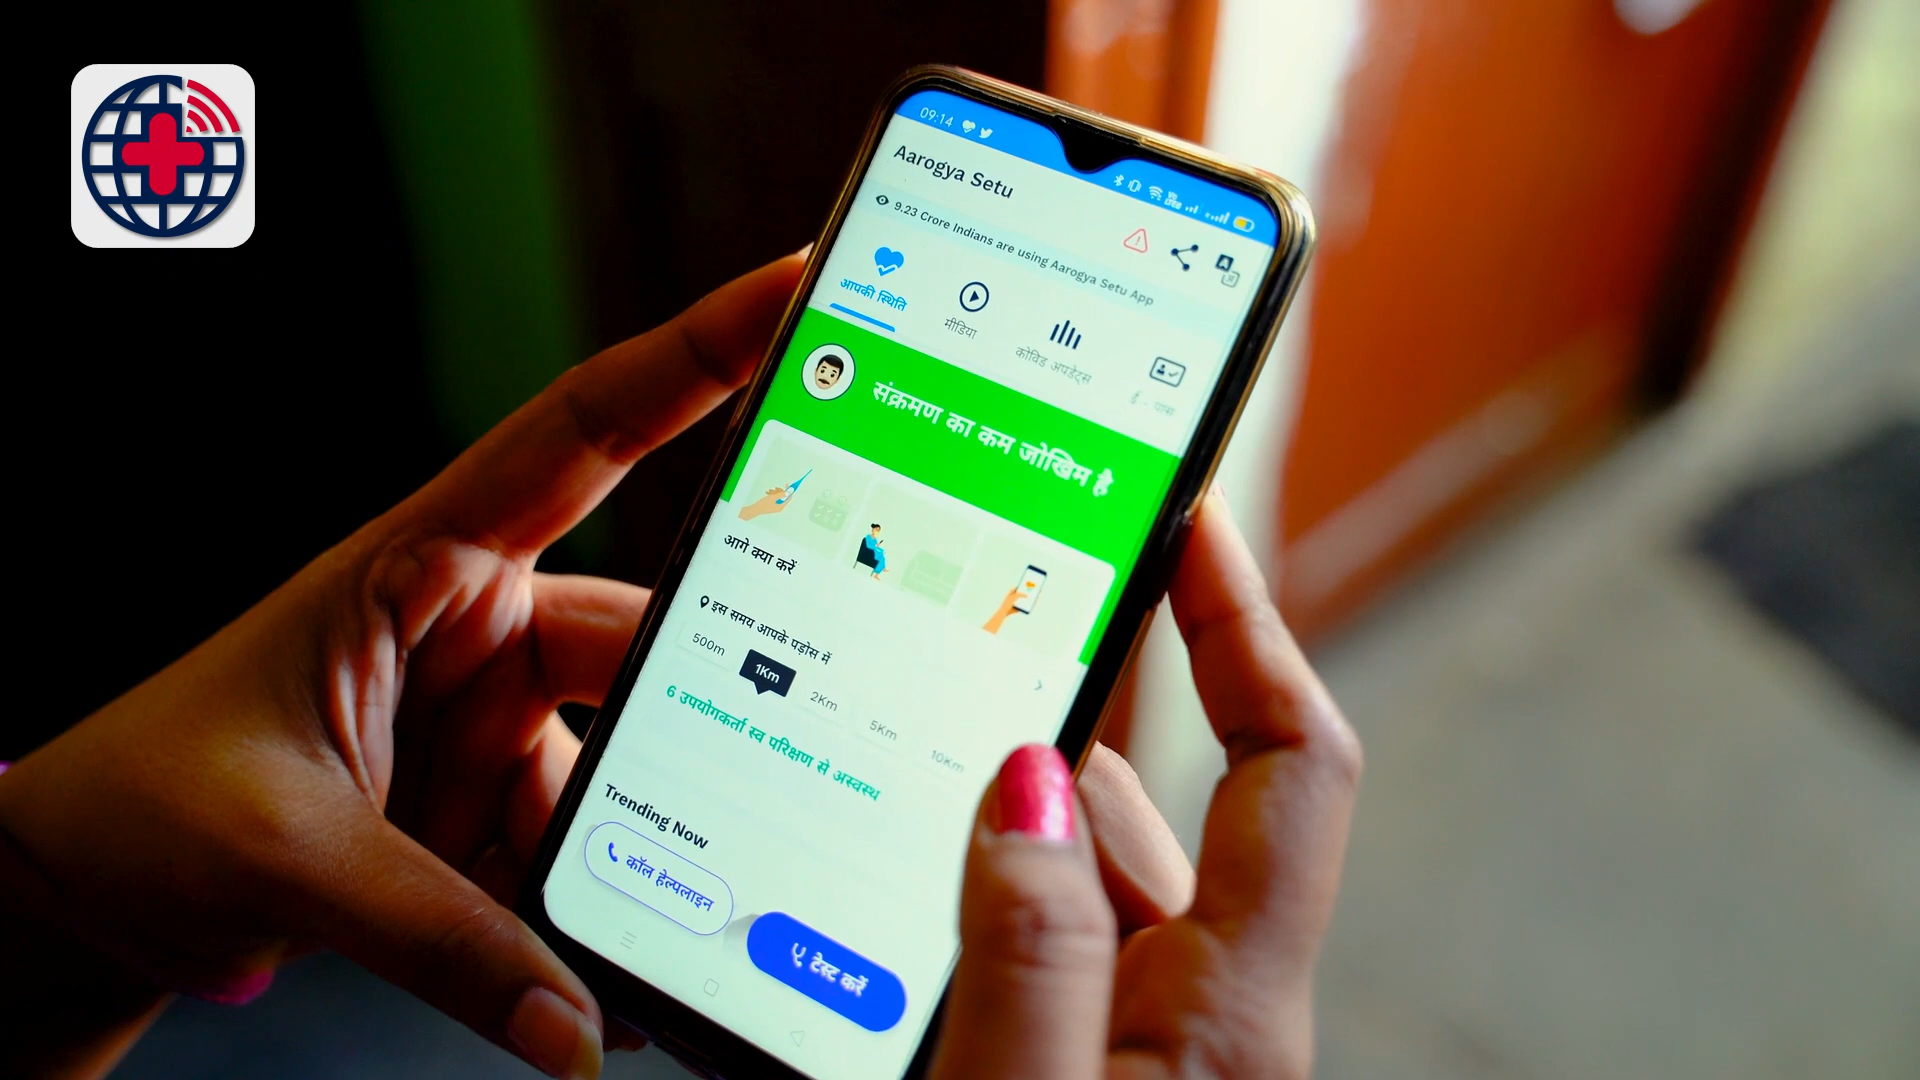 09:14
VoLTE
Aarogya Setu
9.23 Crore Indians are using Aarogya Setu App
आपकी स्थिति
मीडिया
कोविड अपडेट्स
ई - पास
संक्रमण का कम जोखिम है
आगे क्या करें
इस समय आपके पड़ोस में
500m 1Km 2Km 5Km 10Km
6 उपयोगकर्ता स्व परिक्षण से अस्वस्थ
Trending Now
कॉल हेल्पलाइन
टेस्ट करें